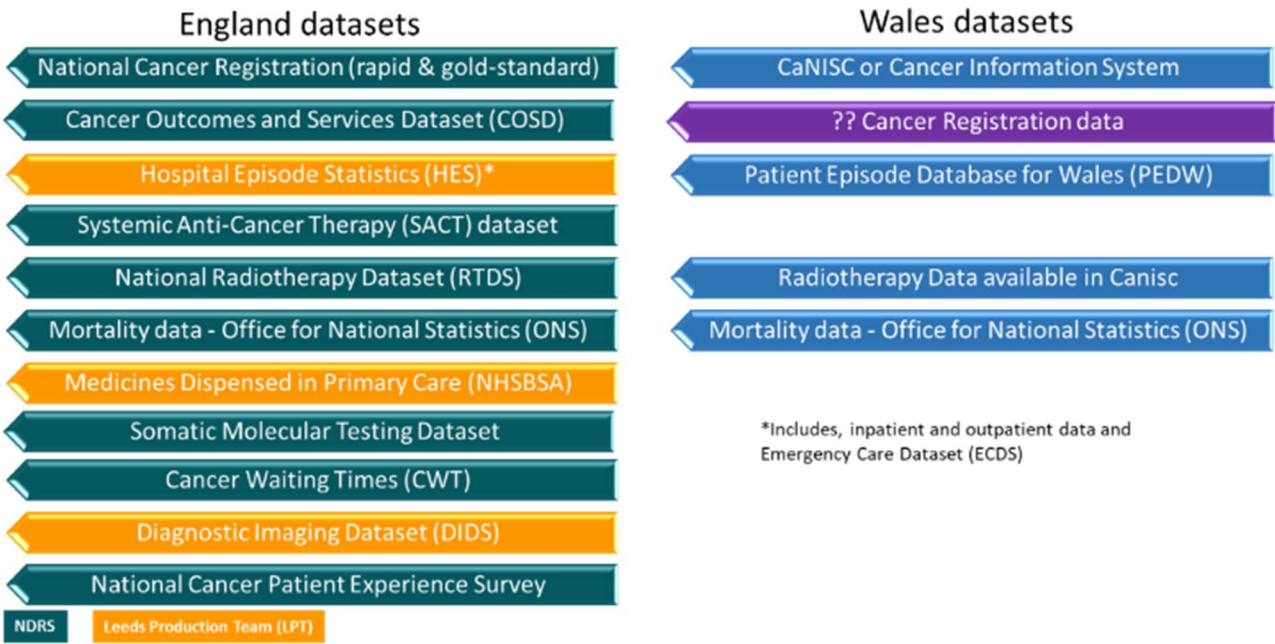 England datasets
National Cancer Registration (rapid & gold-standard)
Cancer Outcomes and Services Dataset (COSD)
Hospital Episode Statistics (HES)*
Systemic Anti-Cancer Therapy (SACT) dataset
National Radiotherapy Dataset (RTDS)
Mortality data - Office for National Statistics (ONS)
Medicines Dispensed in Primary Care (NHSBSA)
Somatic Molecular Testing Dataset
Cancer Waiting Times (CWT)
Diagnostic Imaging Dataset (DIDS)
National Cancer Patient Experience Survey
NDRS
Leeds Production Team (LPT)
Wales datasets
CaNISC or Cancer Information System
?? Cancer Registration data
Patient Episode Database for Wales (PEDW)
Radiotherapy Data available in Canisc
Mortality data - Office for National Statistics (ONS)
*Includes, inpatient and outpatient data and
Emergency Care Dataset (ECDS)